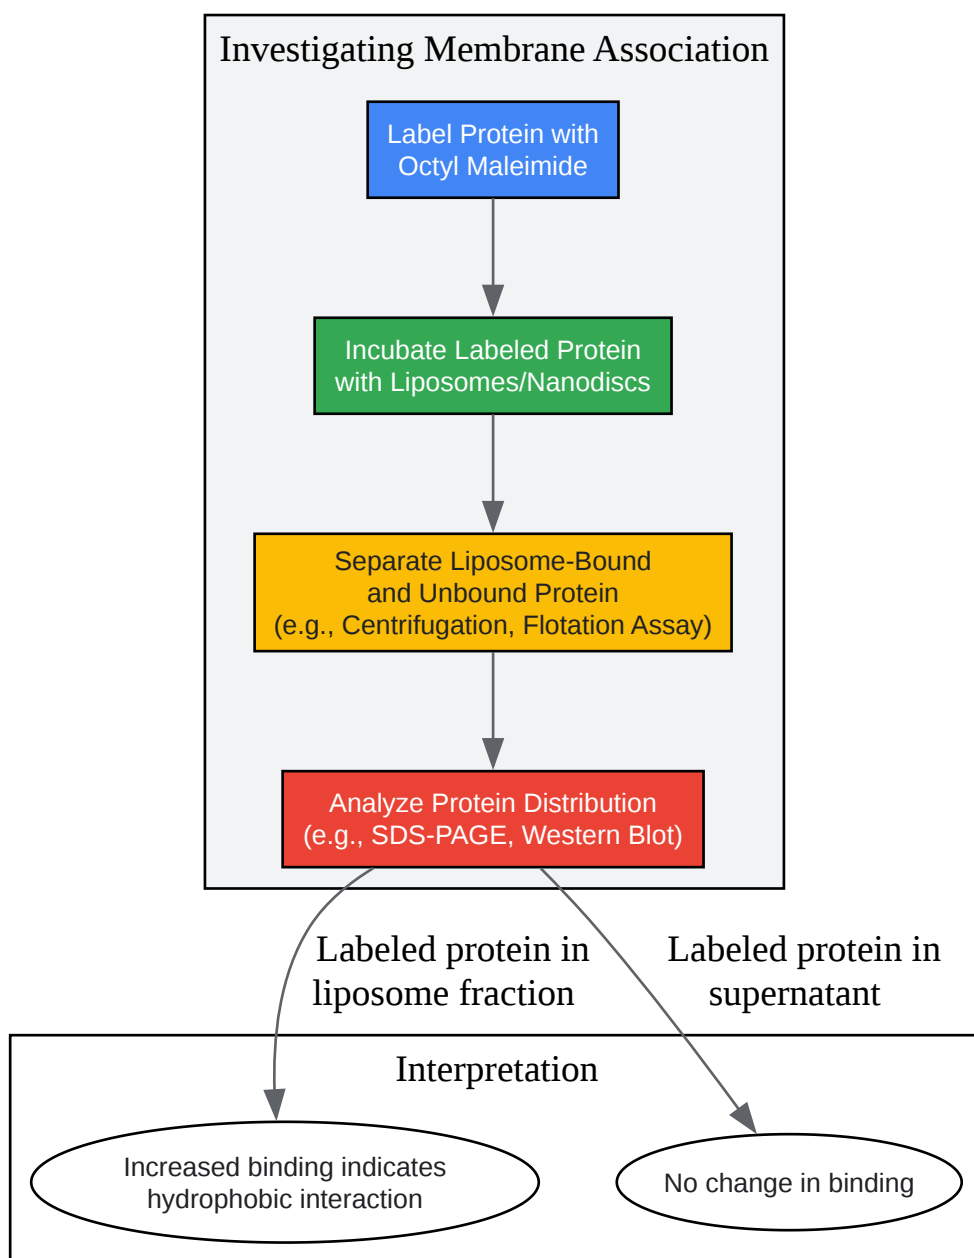 Investigating Membrane Association
Label Protein with
Octyl Maleimide
Incubate Labeled Protein
with Liposomes/Nanodiscs
Separate Liposome-Bound
and Unbound Protein
(e.g., Centrifugation, Flotation Assay)
Analyze Protein Distribution
(e.g., SDS-PAGE, Western Blot)
Labeled protein in
liposome fraction
Labeled protein in
supernatant
Interpretation
Increased binding indicates
hydrophobic interaction
No change in binding